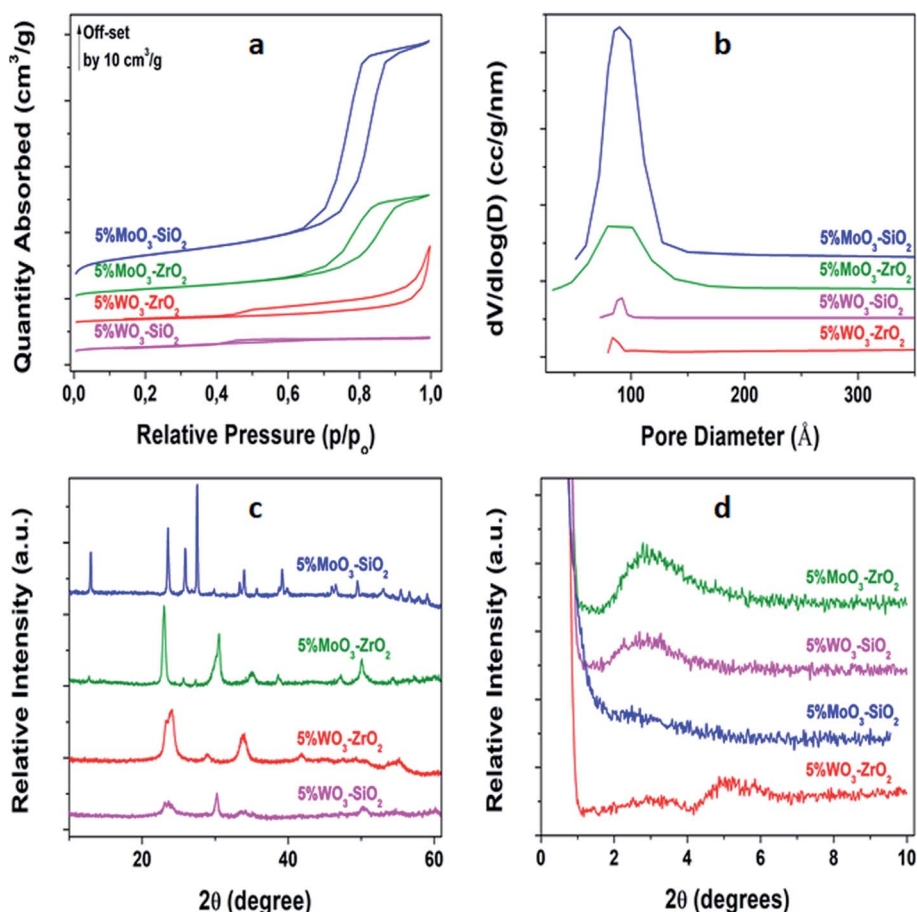 a
Off-set
by 10 cm³/g
Quantity Absorbed (cm³/g)
5%MoO₃-SiO₂
5%MoO₃-ZrO₂
5%WO₃-ZrO₂
5%WO₃-SiO₂
0,0 0,2 0,4 0,6 0,8 1,0
Relative Pressure (p/pₒ)
b
dV/dlog(D) (cc/g/nm)
5%MoO₃-SiO₂
5%MoO₃-ZrO₂
5%WO₃-SiO₂
5%WO₃-ZrO₂
100 200 300
Pore Diameter (Å)
c
Relative Intensity (a.u.)
5%MoO₃-SiO₂
5%MoO₃-ZrO₂
5%WO₃-ZrO₂
5%WO₃-SiO₂
20 40 60
2θ (degree)
d
Relative Intensity (a.u.)
5%MoO₃-ZrO₂
5%WO₃-SiO₂
5%MoO₃-SiO₂
5%WO₃-ZrO₂
0 2 4 6 8 10
2θ (degrees)